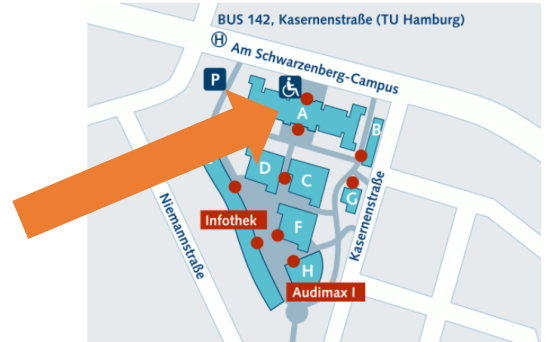 BUS 142, Kasernenstraße (TU Hamburg)
H
Am Schwarzenberg-Campus
P
A
B
D
C
G
Infothek
F
H
Audimax I
Niemannstraße
Kasernenstraße